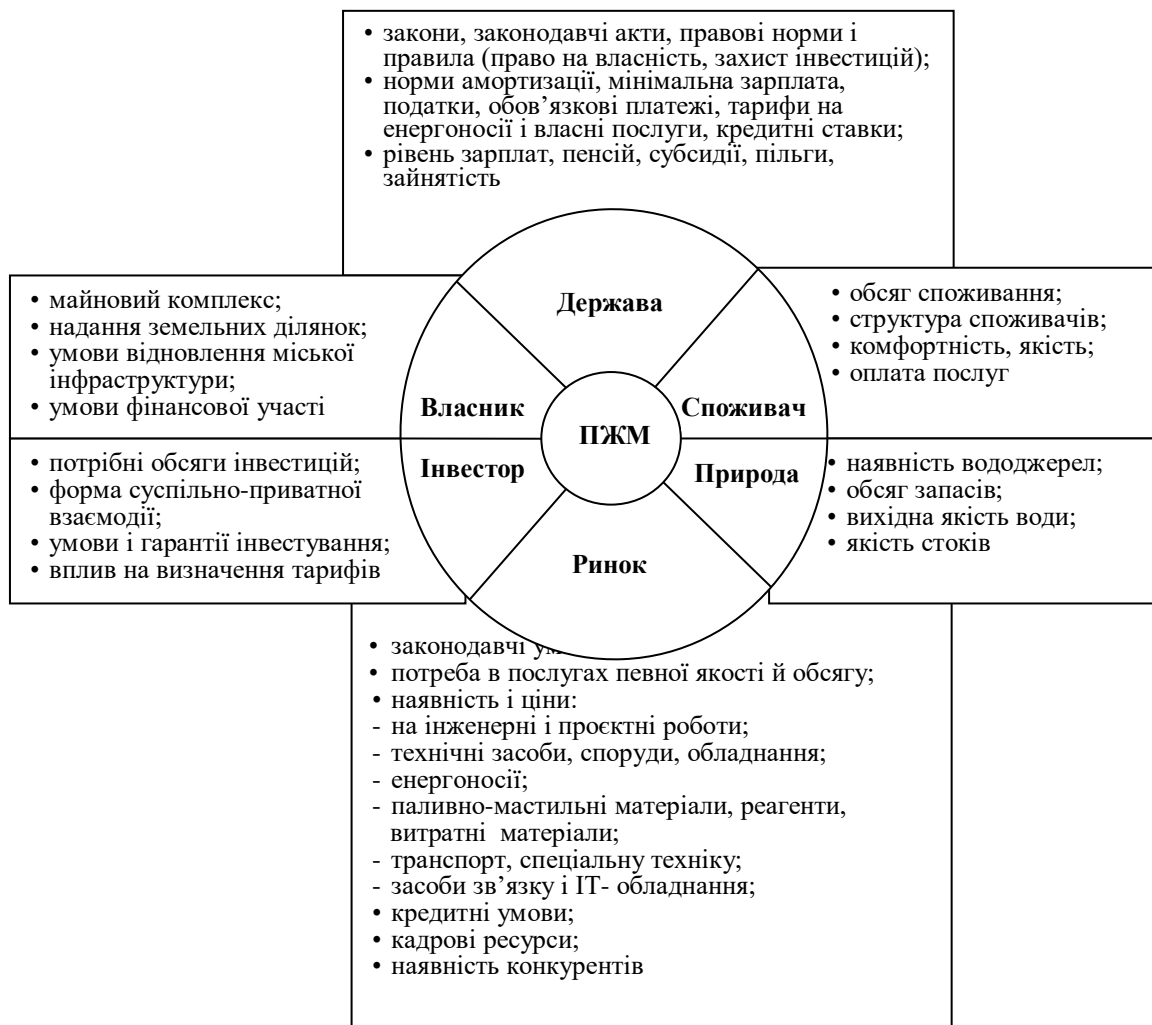 • закони, законодавчі акти, правові норми і
правила (право на власність, захист інвестицій);
• норми амортизації, мінімальна зарплата,
податки, обов’язкові платежі, тарифи на
енергоносії і власні послуги, кредитні ставки;
• рівень зарплат, пенсій, субсидії, пільги,
зайнятість
• майновий комплекс;
• надання земельних ділянок;
• умови відновлення міської
інфраструктури;
• умови фінансової участі
Держава
• обсяг споживання;
• структура споживачів;
• комфортність, якість;
• оплата послуг
Власник
Споживач
ПЖМ
Інвестор
Природа
Ринок
• потрібні обсяги інвестицій;
• форма суспільно-приватної
взаємодії;
• умови і гарантії інвестування;
• вплив на визначення тарифів
• наявність вододжерел;
• обсяг запасів;
• вихідна якість води;
• якість стоків
• законодавчі
• потреба в послугах певної якості й обсягу;
• наявність і ціни:
- на інженерні і проєктні роботи;
- технічні засоби, споруди, обладнання;
- енергоносії;
- паливно-мастильні матеріали, реагенти,
витратні  матеріали;
- транспорт, спеціальну техніку;
- засоби зв’язку і ІТ- обладнання;
• кредитні умови;
• кадрові ресурси;
• наявність конкурентів